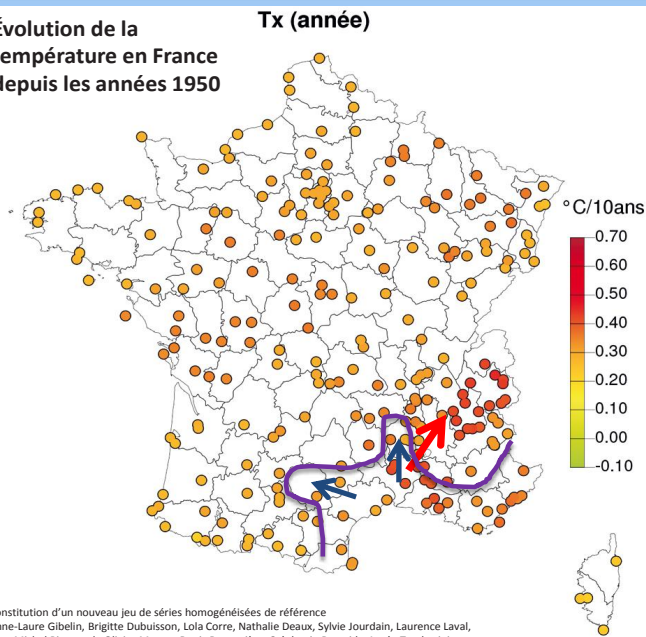 Évolution de la
température en France
depuis les années 1950
Tx (année)
°C/10ans
0.70
0.60
0.50
0.40
0.30
0.20
0.10
0.00
-0.10
onstitution d'un nouveau jeu de séries homogénéisées de référence
nne-Laure Gibelin, Brigitte Dubuisson, Lola Corre, Nathalie Deaux, Sylvie Jourdain, Laurence Laval,